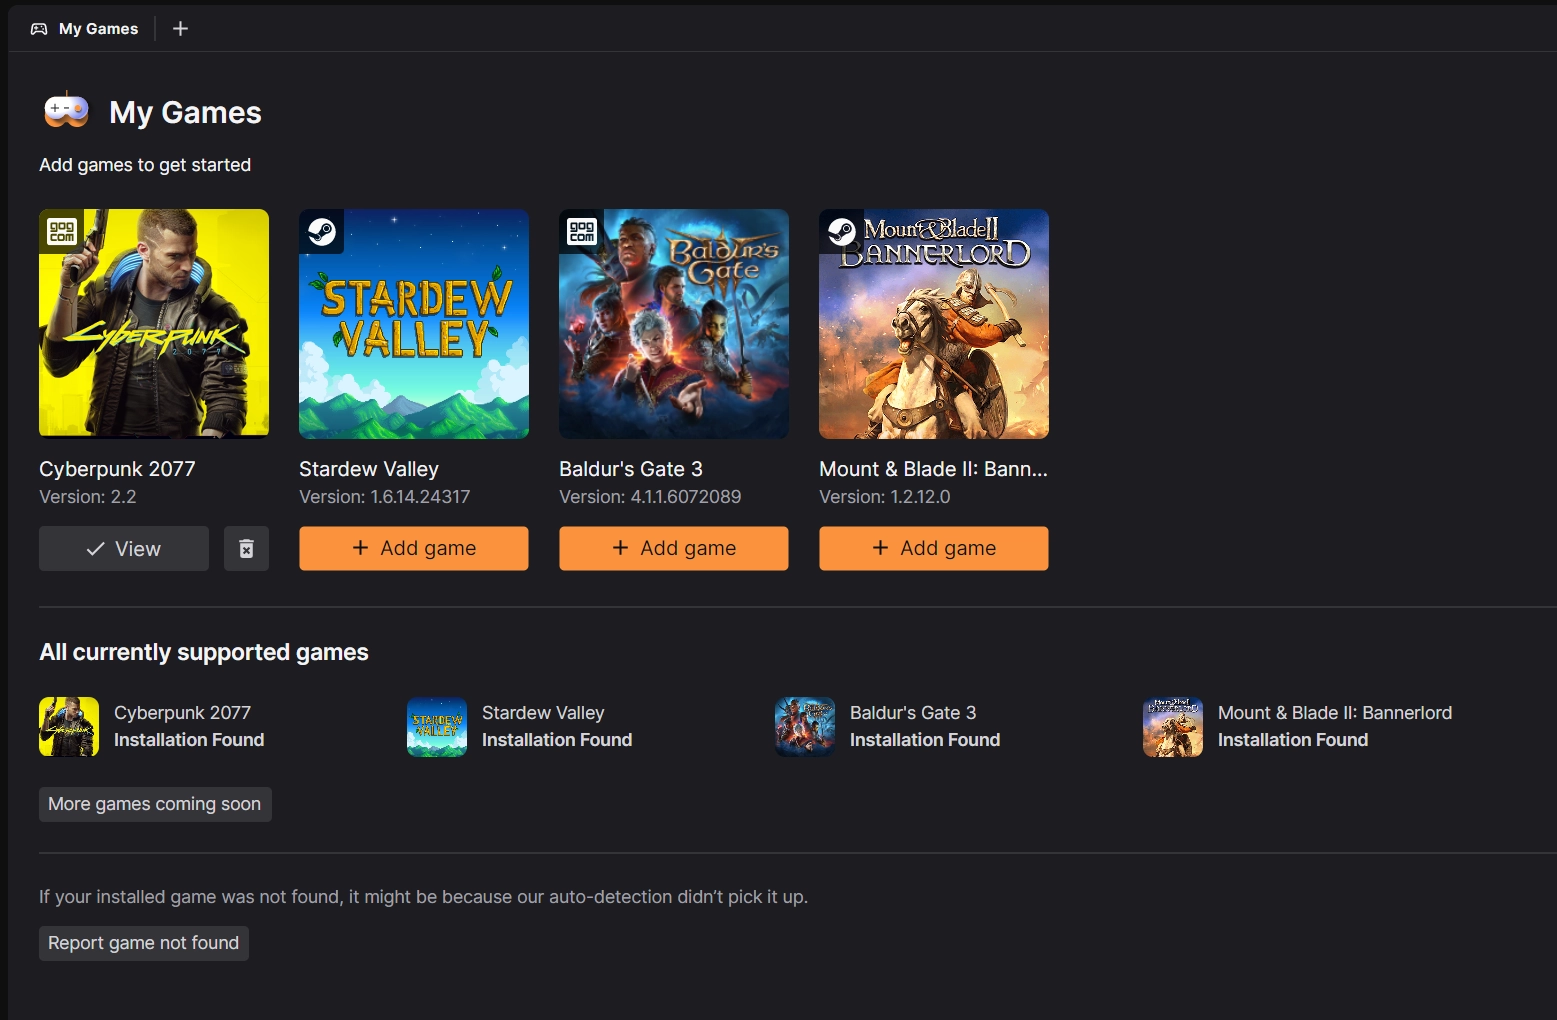 My Games
My Games
Add games to get started
gog
com
CYBERPUNK
2077
STARDEW
VALLEY
gog
com
BALDUR'S
GATE
MOUNT & BLADE II
BANNERLORD
Cyberpunk 2077
Version: 2.2
View
Stardew Valley
Version: 1.6.14.24317
Add game
Baldur's Gate 3
Version: 4.1.1.6072089
Add game
Mount & Blade II: Bann...
Version: 1.2.12.0
Add game
All currently supported games
Cyberpunk 2077
Installation Found
STARDEW
VALLEY
Stardew Valley
Installation Found
Baldur's Gate 3
Installation Found
BANNERLORD
Mount & Blade II: Bannerlord
Installation Found
More games coming soon
If your installed game was not found, it might be because our auto-detection didn’t pick it up.
Report game not found